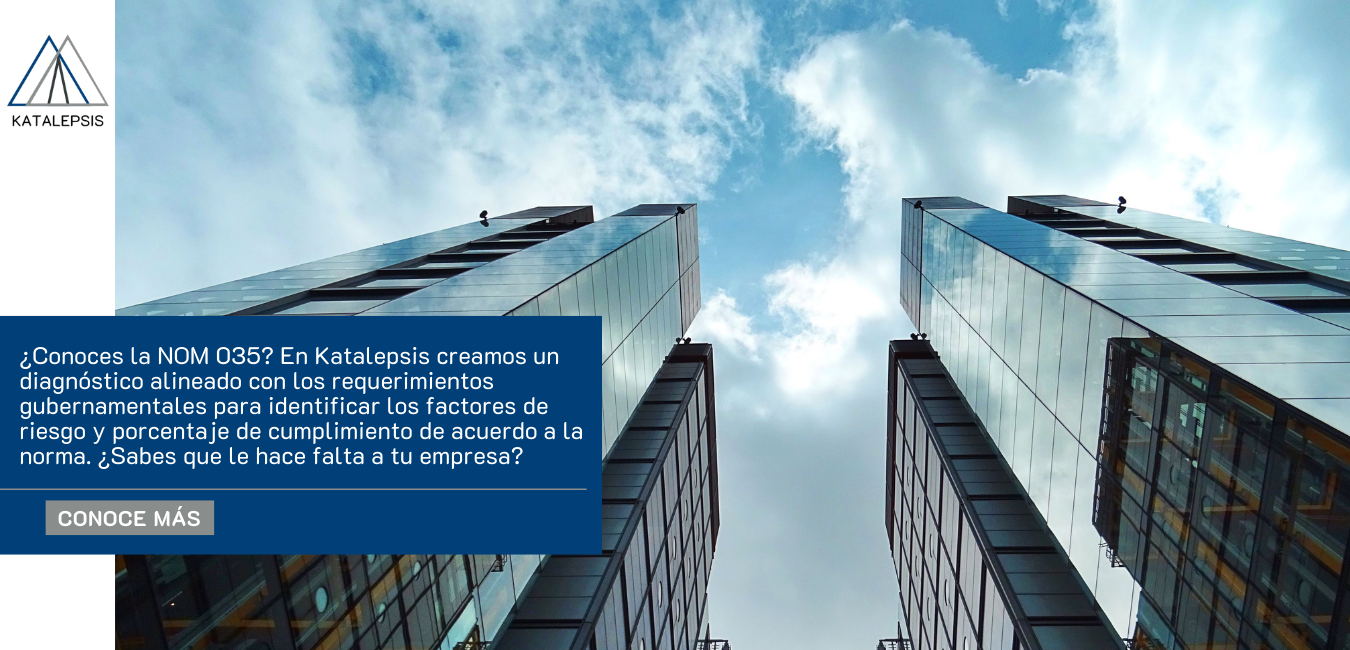 KATALEPSIS
¿Conoces la NOM 035? En Katalepsis creamos un
diagnóstico alineado con los requerimientos
gubernamentales para identificar los factores de
riesgo y porcentaje de cumplimiento de acuerdo a la
norma. ¿Sabes que le hace falta a tu empresa?
CONOCE MÁS